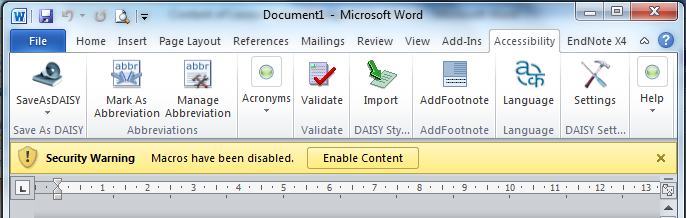 Document1 - Microsoft Word
File Home Insert Page Layout References Mailings Review View Add-Ins Accessibility EndNote X4
abbr abbr
SaveAsDAISY Mark As Abbreviation Manage Abbreviation Acronyms Validate Import AddFootnote Language Settings Help
Save As DAISY Abbreviations Validate DAISY Sty... AddFootnote Language DAISY Sett...
Security Warning Macros have been disabled. Enable Content
1 2 3 4 5 6 7 8 9 10 11 12 13